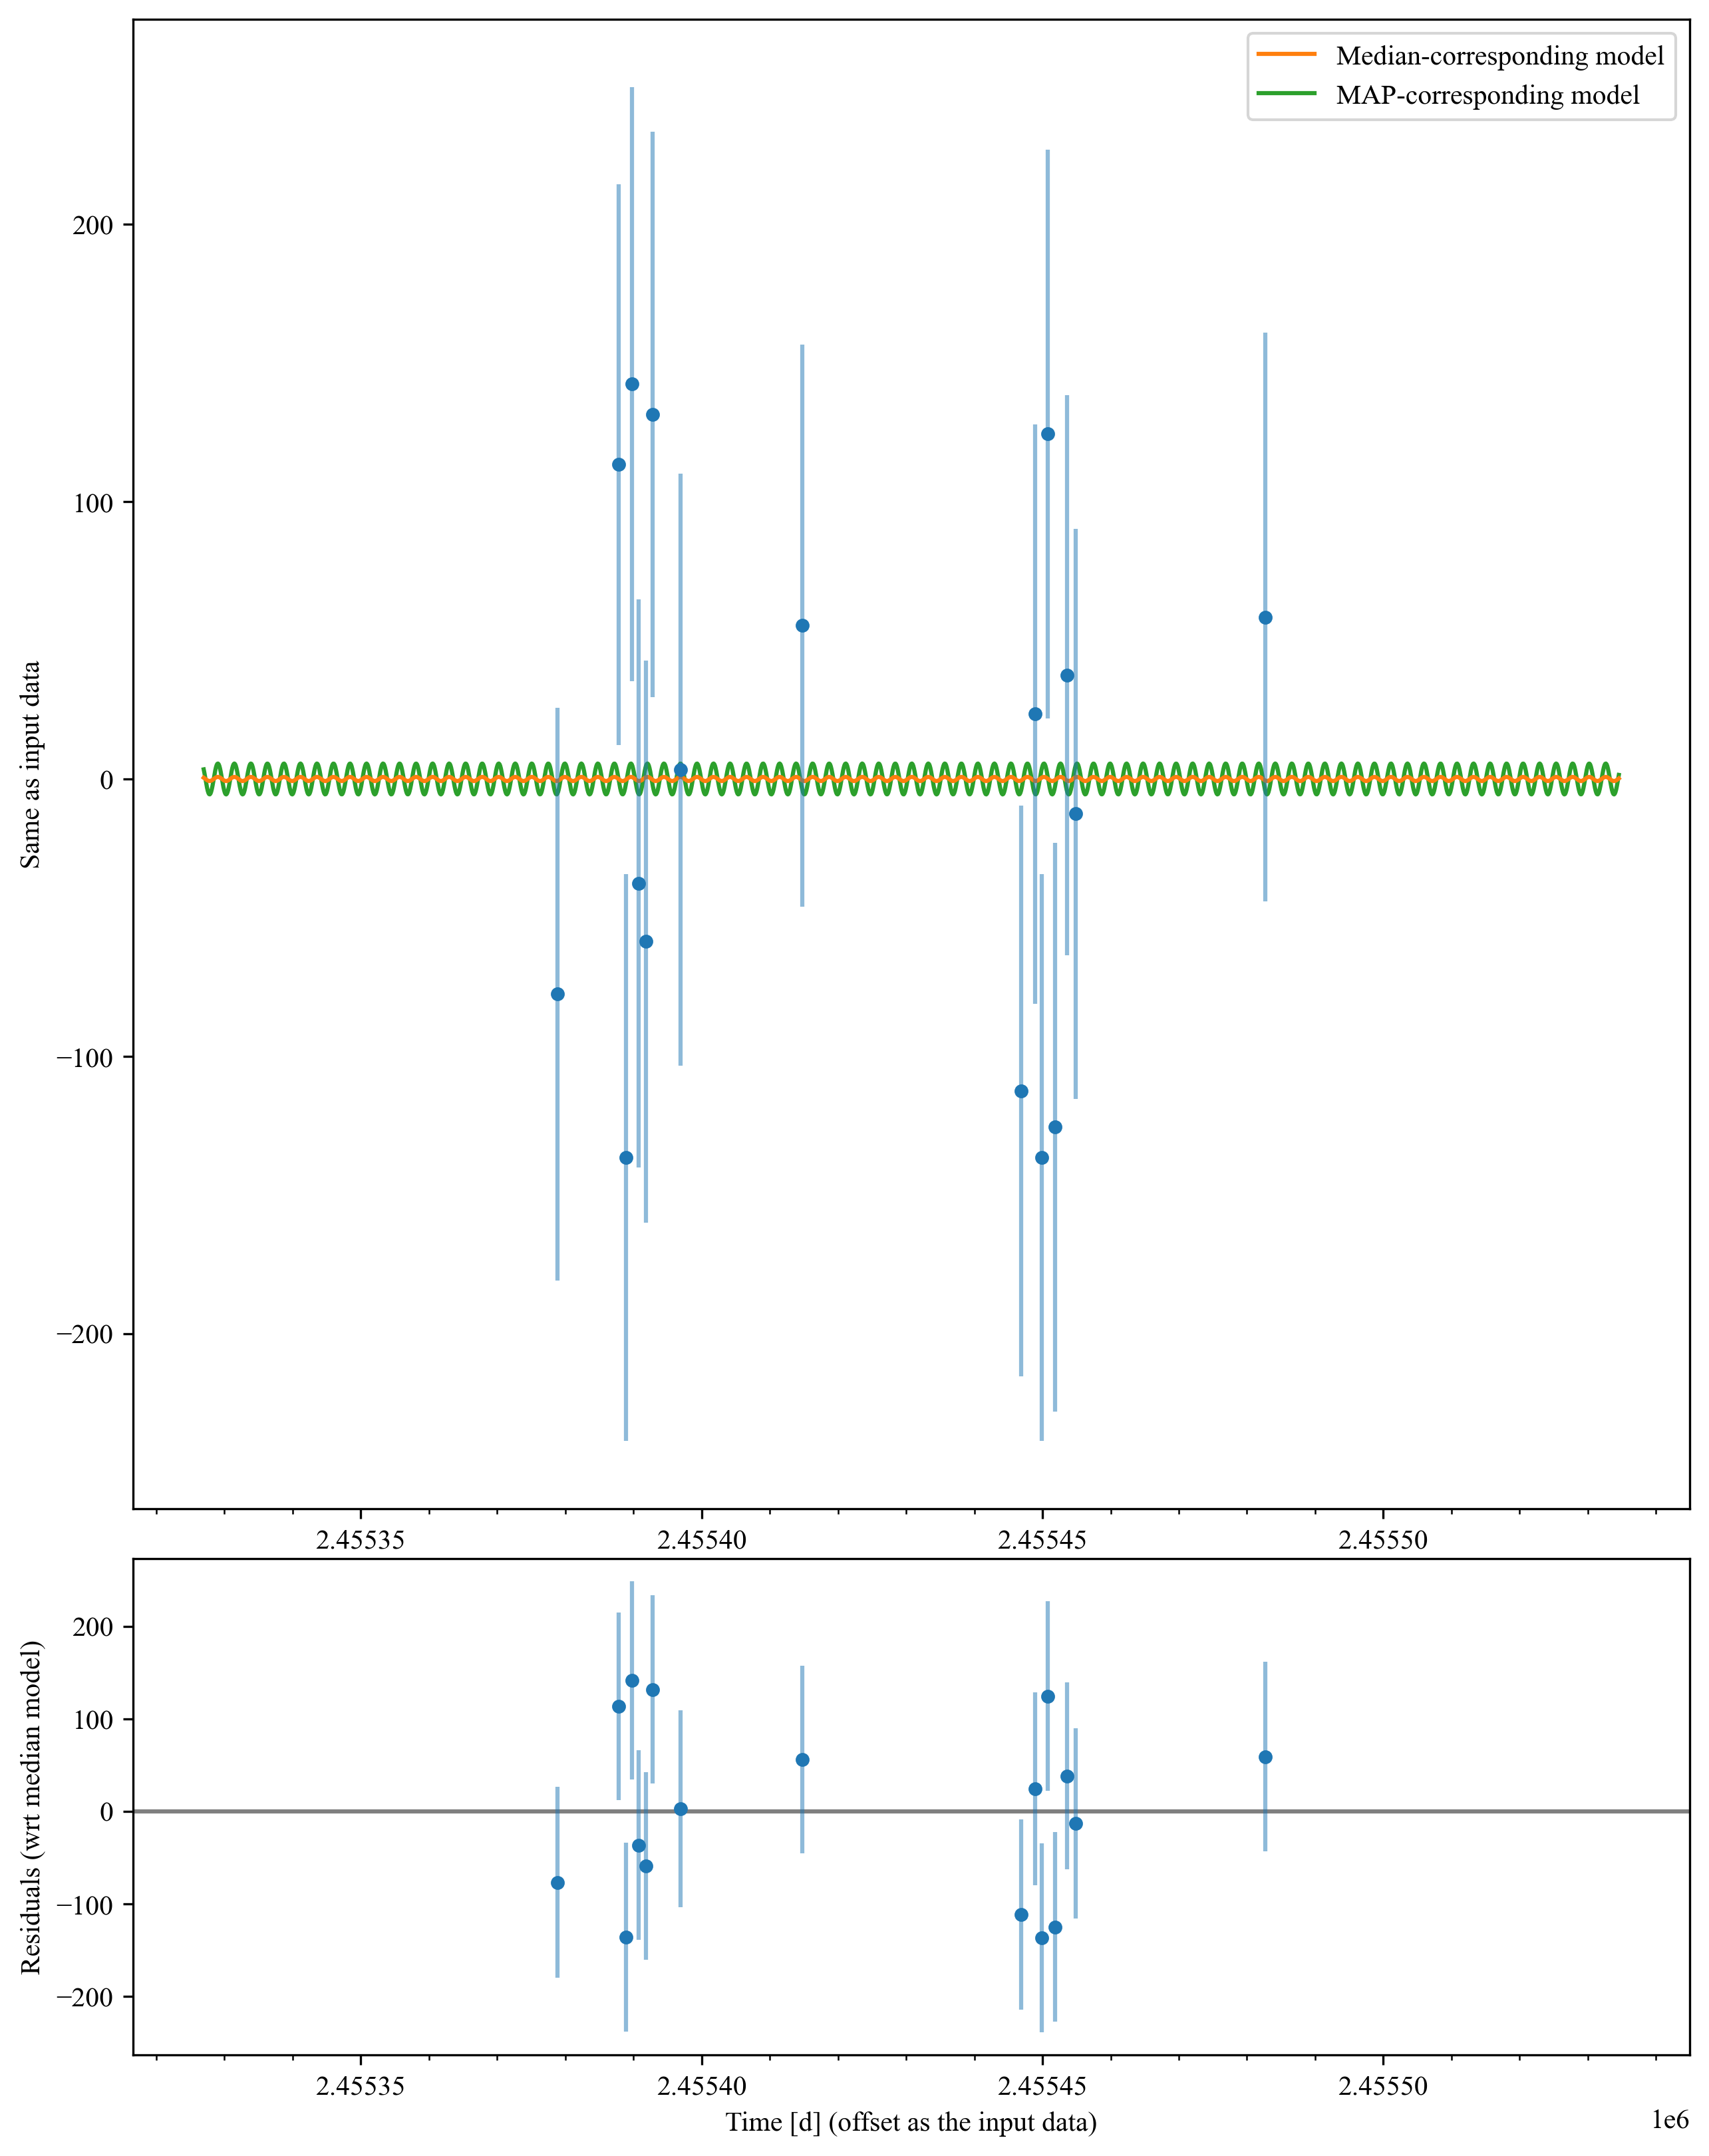 Median-corresponding model
MAP-corresponding model
200
100
0
−100
−200
Same as input data
2.45535 2.45540 2.45545 2.45550
200
100
0
−100
−200
Residuals (wrt median model)
2.45535 2.45540 2.45545 2.45550
Time [d] (offset as the input data)
1e6